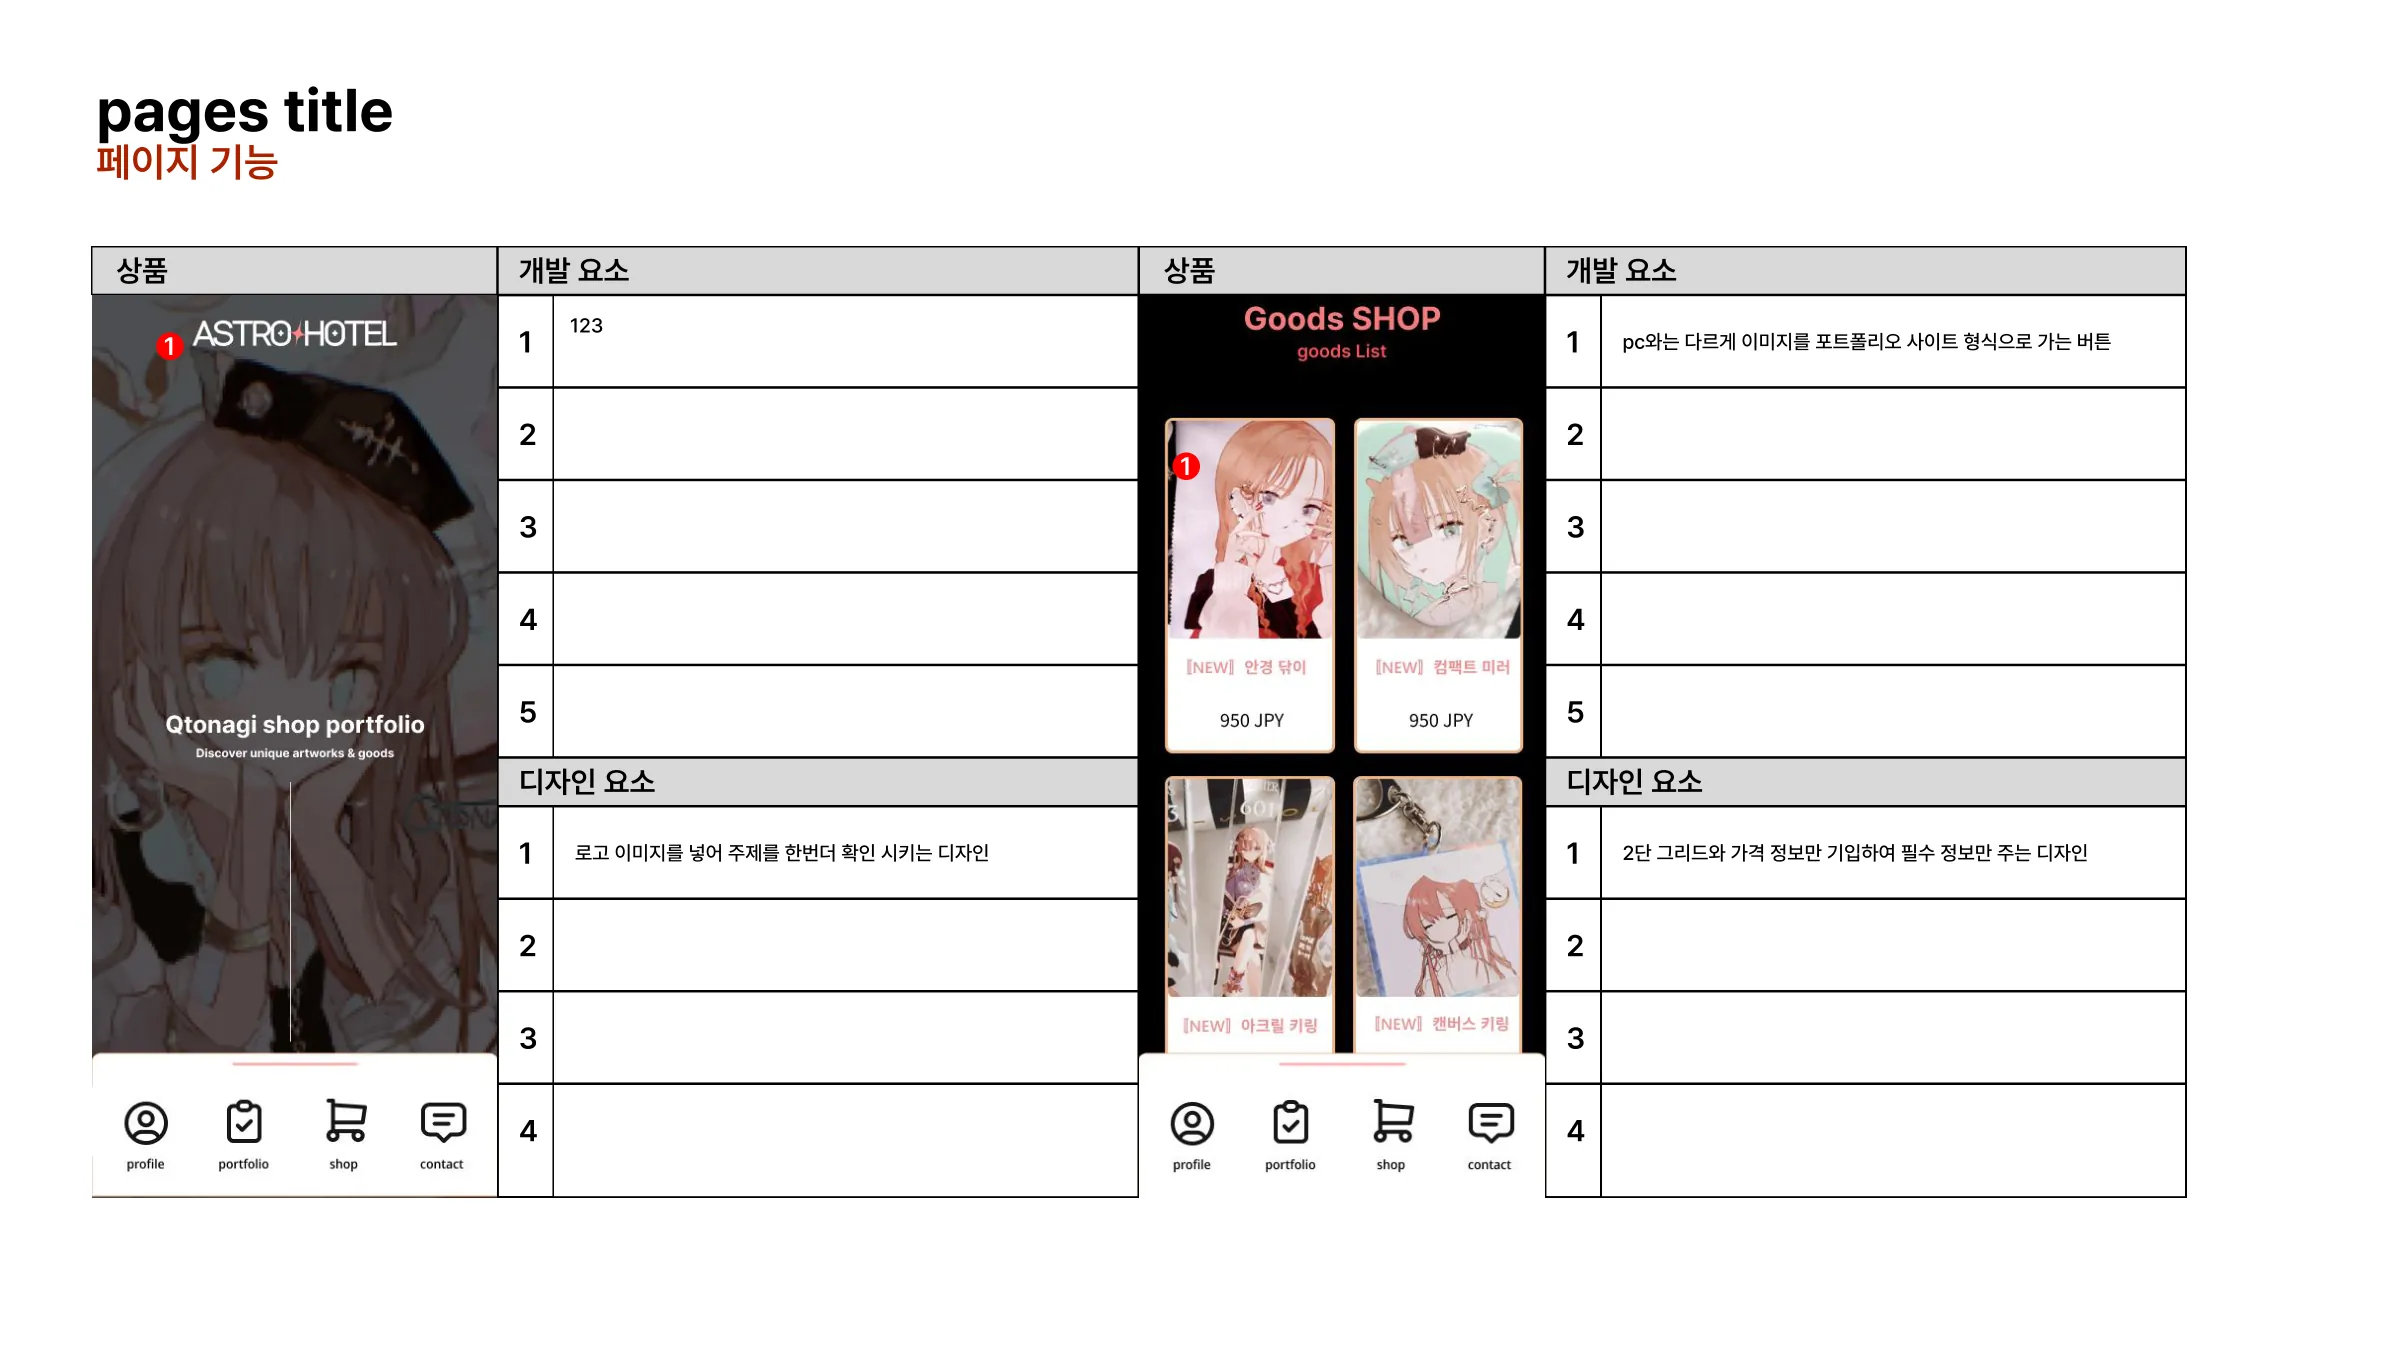 pages title
페이지 기능
상품
개발 요소
1
ASTRO HOTEL
Qtonagi shop portfolio
Discover unique artworks & goods
profile
portfolio
shop
contact
1
123
2
3
4
5
디자인 요소
1
로고 이미지를 넣어 주제를 한번더 확인 시키는 디자인
2
3
4
상품
개발 요소
Goods SHOP
goods List
1
〖NEW〗 안경 닦이
950 JPY
〖NEW〗 컴팩트 미러
950 JPY
〖NEW〗 아크릴 키링
〖NEW〗 캔버스 키링
profile
portfolio
shop
contact
1
pc와는 다르게 이미지를 포트폴리오 사이트 형식으로 가는 버튼
2
3
4
5
디자인 요소
1
2단 그리드와 가격 정보만 기입하여 필수 정보만 주는 디자인
2
3
4